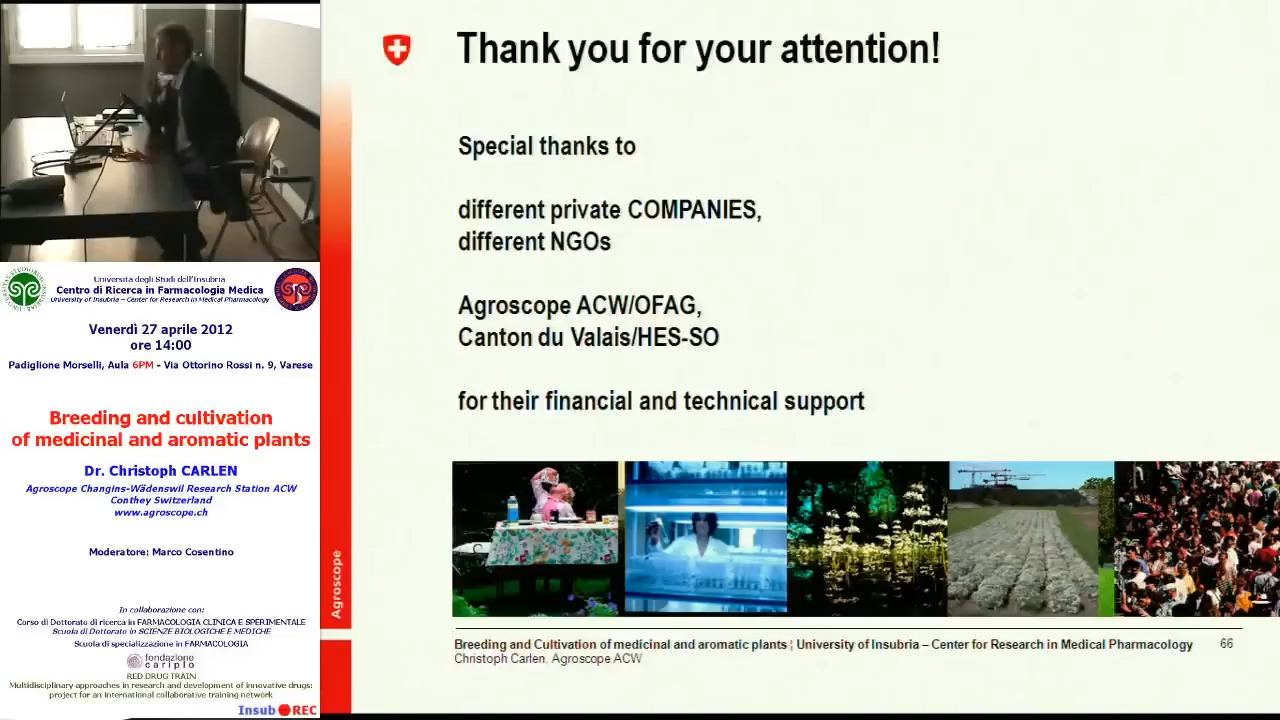 Università degli Studi dell'Insubria
Centro di Ricerca in Farmacologia Medica
University of Insubria – Center for Research in Medical Pharmacology
Venerdì 27 aprile 2012
ore 14:00
Padiglione Morselli, Aula 6PM - Via Ottorino Rossi n. 9, Varese
Breeding and cultivation
of medicinal and aromatic plants
Dr. Christoph CARLEN
Agroscope Changins-Wädenswil Research Station ACW
Conthey Switzerland
www.agroscope.ch
Moderatore: Marco Cosentino
In collaborazione con:
Corso di Dottorato di ricerca in FARMACOLOGIA CLINICA E SPERIMENTALE
Scuola di Dottorato in SCIENZE BIOLOGICHE E MEDICHE
Scuola di specializzazione in FARMACOLOGIA
fondazione
cariplo
RED DRUG TRAIN
Multidisciplinary approaches in research and development of innovative drugs:
project for an international collaborative training network
Insub REC
Agroscope
Thank you for your attention!
Special thanks to
different private COMPANIES,
different NGOs
Agroscope ACW/OFAG,
Canton du Valais/HES-SO
for their financial and technical support
Breeding and Cultivation of medicinal and aromatic plants | University of Insubria – Center for Research in Medical Pharmacology 66
Christoph Carlen, Agroscope ACW